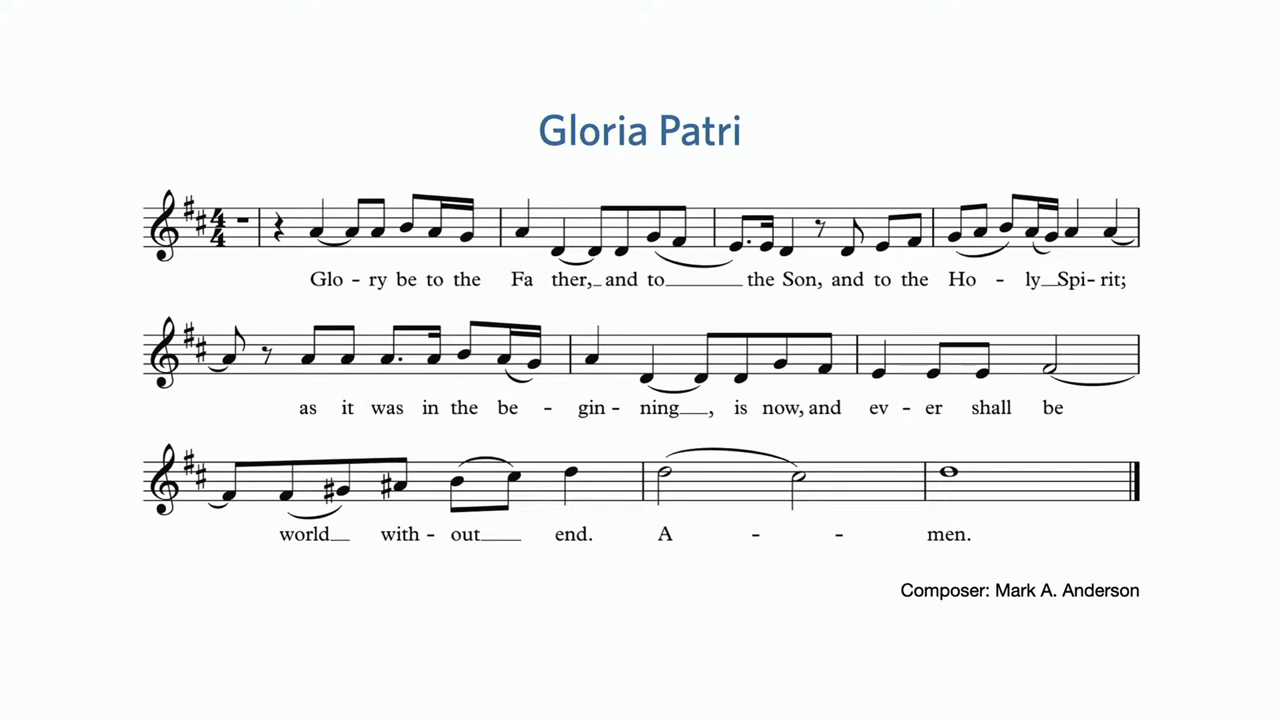 Gloria Patri
Glo - ry be to the Fa ther, and to the Son, and to the Ho - ly Spi - rit;
as it was in the be - gin - ning, is now, and ev - er shall be
world with - out end. A - - men.
Composer: Mark A. Anderson